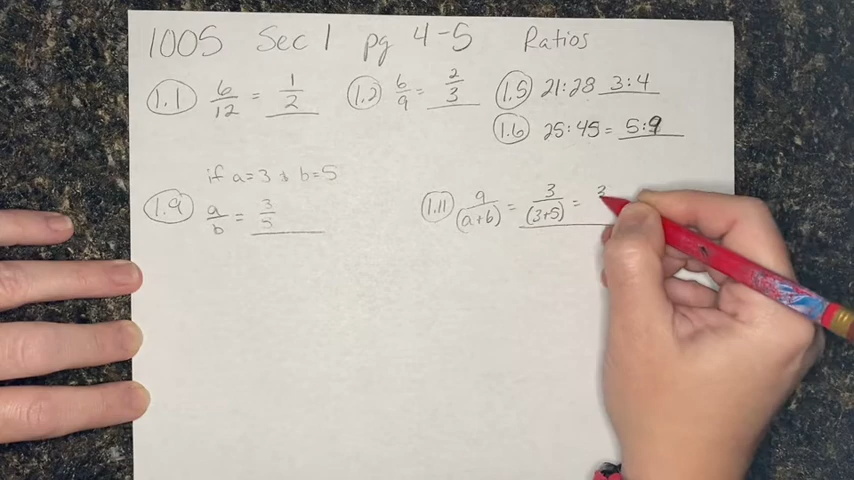 1005 Sec 1 pg 4-5 Ratios
1.1 6/12 = 1/2 1.2 6/9 = 2/3 1.5 21:28 3:4
1.6 25:45 = 5:9
if a=3 & b=5
1.9 a/b = 3/5 1.11 a/(a+b) = 3/(3+5) = 3